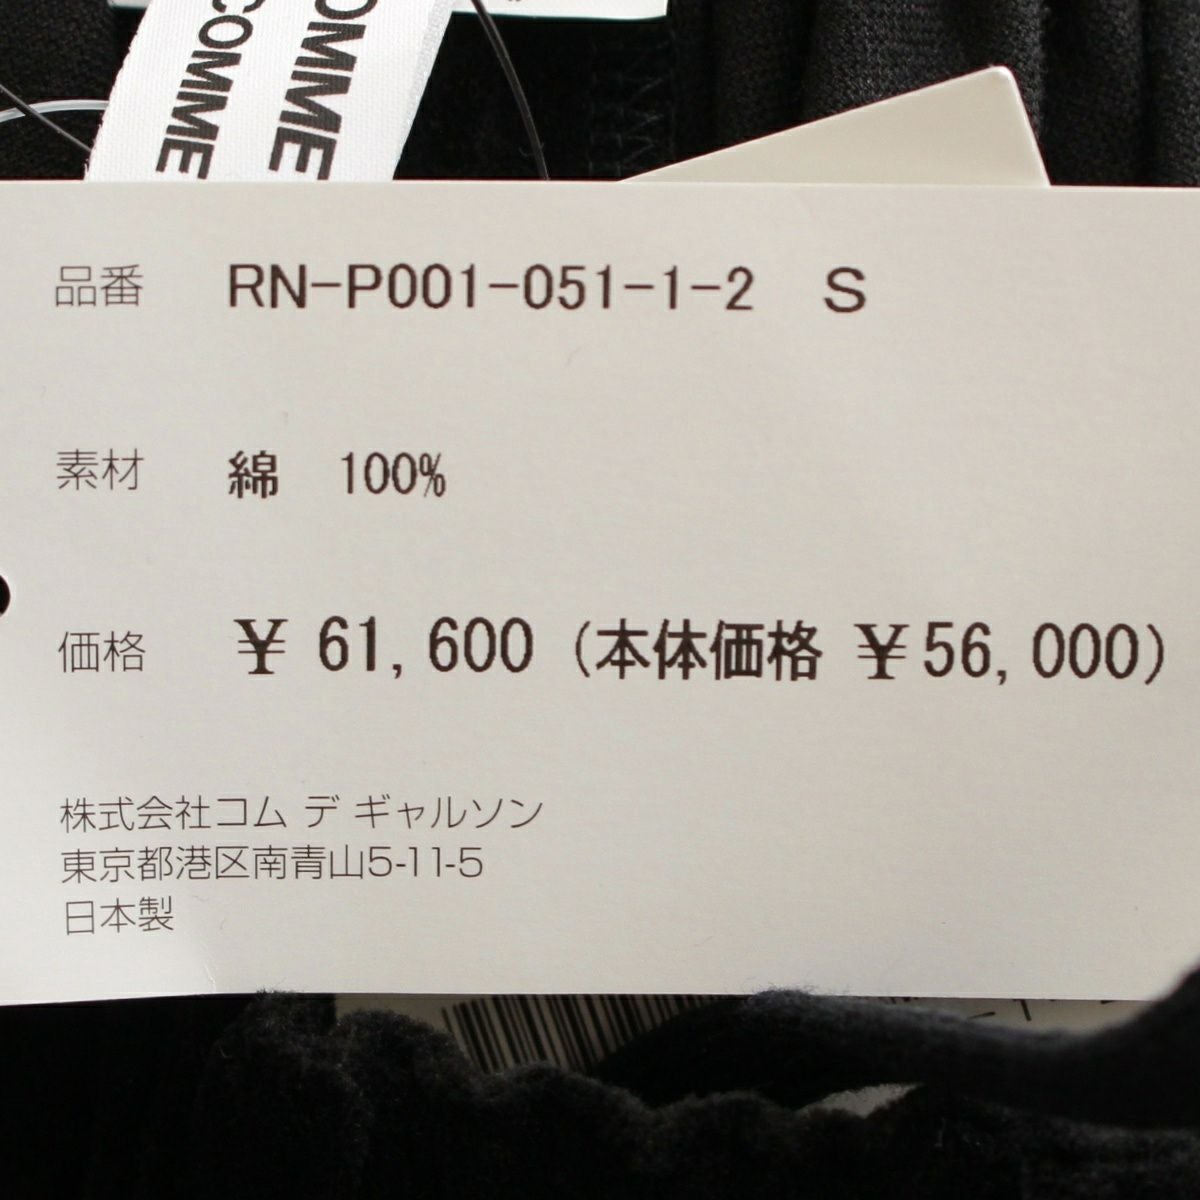 OMME
COMME
品番 RN-P001-051-1-2 S
素材 綿 100%
価格 ¥ 61,600 (本体価格 ¥56,000)
株式会社コム デ ギャルソン
東京都港区南青山5-11-5
日本製